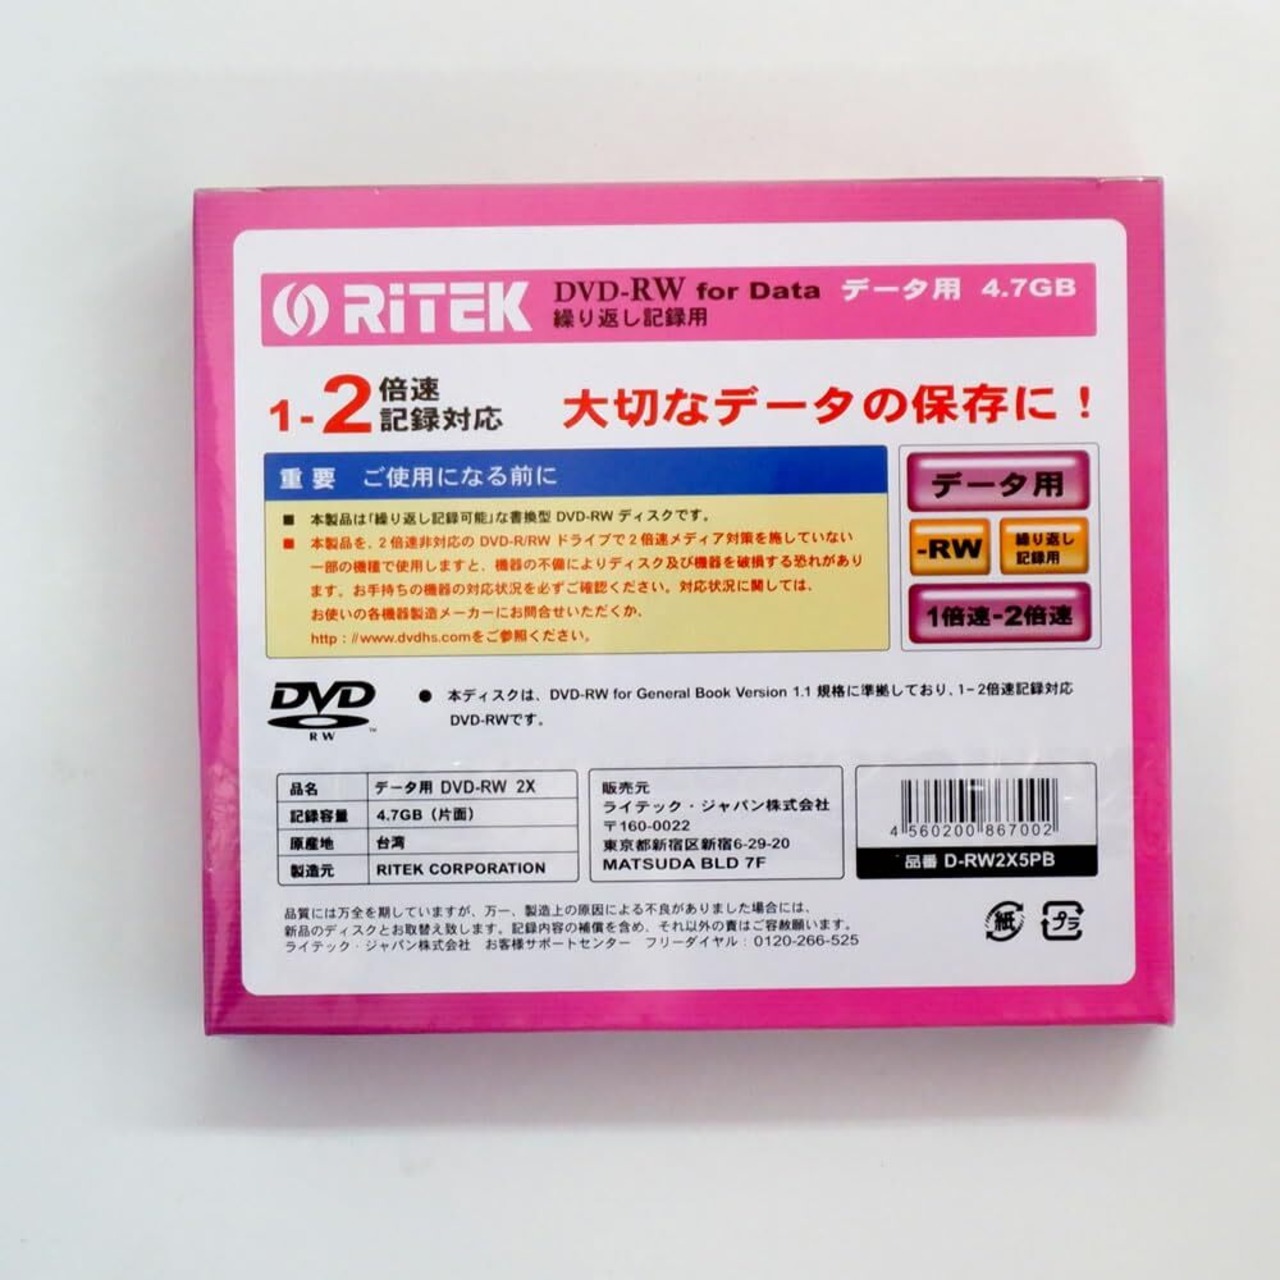 RiTEK DVD-RW for Data データ用 4.7GB
繰り返し記録用
1-2倍速
記録対応
大切なデータの保存に！
重要 ご使用になる前に
■ 本製品は「繰り返し記録可能」な書換型 DVD-RW ディスクです。
■ 本製品を、2倍速非対応の DVD-R/RW ドライブで2倍速メディア対策を施していない
一部の機種で使用しますと、機器の不備によりディスク及び機器を破損する恐れがあり
ます。お手持ちの機器の対応状況を必ずご確認ください。対応状況に関しては、
お使いの各機器製造メーカーにお問合せいただくか、
http://www.dvdhs.comをご参照ください。
データ用
-RW
繰り返し
記録用
1倍速-2倍速
DVD
RW
™
● 本ディスクは、DVD-RW for General Book Version 1.1 規格に準拠しており、1-2倍速記録対応
DVD-RWです。
品名 データ用 DVD-RW 2X
記録容量 4.7GB（片面）
原産地 台湾
製造元 RITEK CORPORATION
販売元
ライテック・ジャパン株式会社
〒160-0022
東京都新宿区新宿6-29-20
MATSUDA BLD 7F
4 560200 867002
品番 D-RW2X5PB
品質には万全を期していますが、万一、製造上の原因による不良がありました場合には、
新品のディスクとお取替え致します。記録内容の補償を含め、それ以外の責はご容赦願います。
ライテック・ジャパン株式会社 お客様サポートセンター フリーダイヤル：0120-266-525
紙
プラ